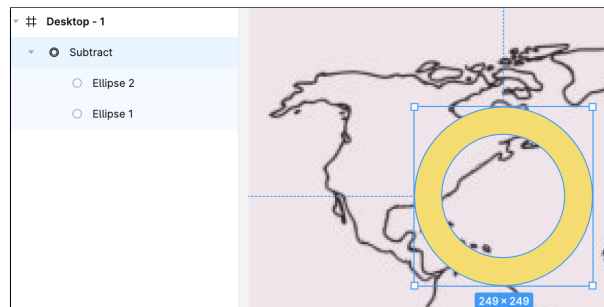 Desktop - 1
Subtract
Ellipse 2
Ellipse 1
249 × 249